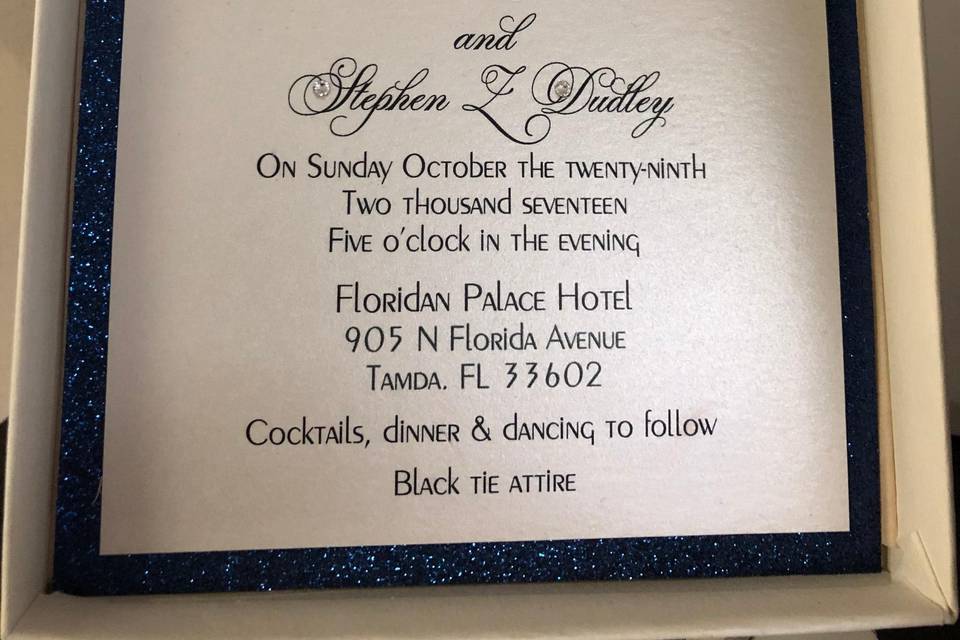 and
Stephen Z Dudley
On Sunday October the twenty-ninth
Two thousand seventeen
Five o'clock in the evening
Floridan Palace Hotel
905 N Florida Avenue
Tamda. FL 33602
Cocktails, dinner & dancing to follow
Black tie attire